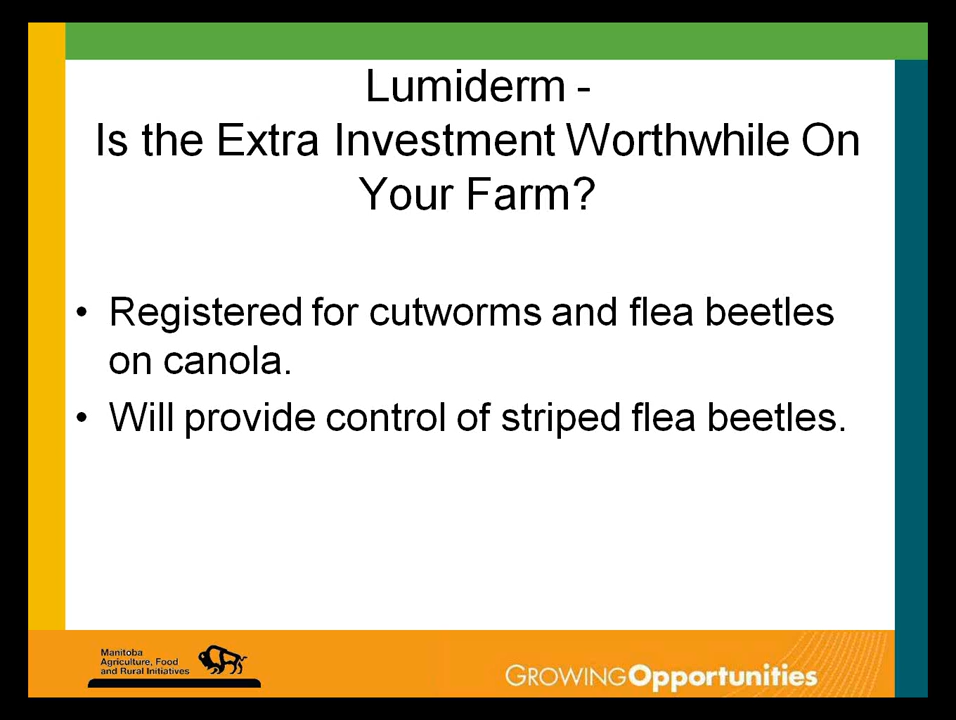 Lumiderm -
Is the Extra Investment Worthwhile On
Your Farm?
• Registered for cutworms and flea beetles
on canola.
• Will provide control of striped flea beetles.
Manitoba
Agriculture, Food
and Rural Initiatives
GROWING Opportunities